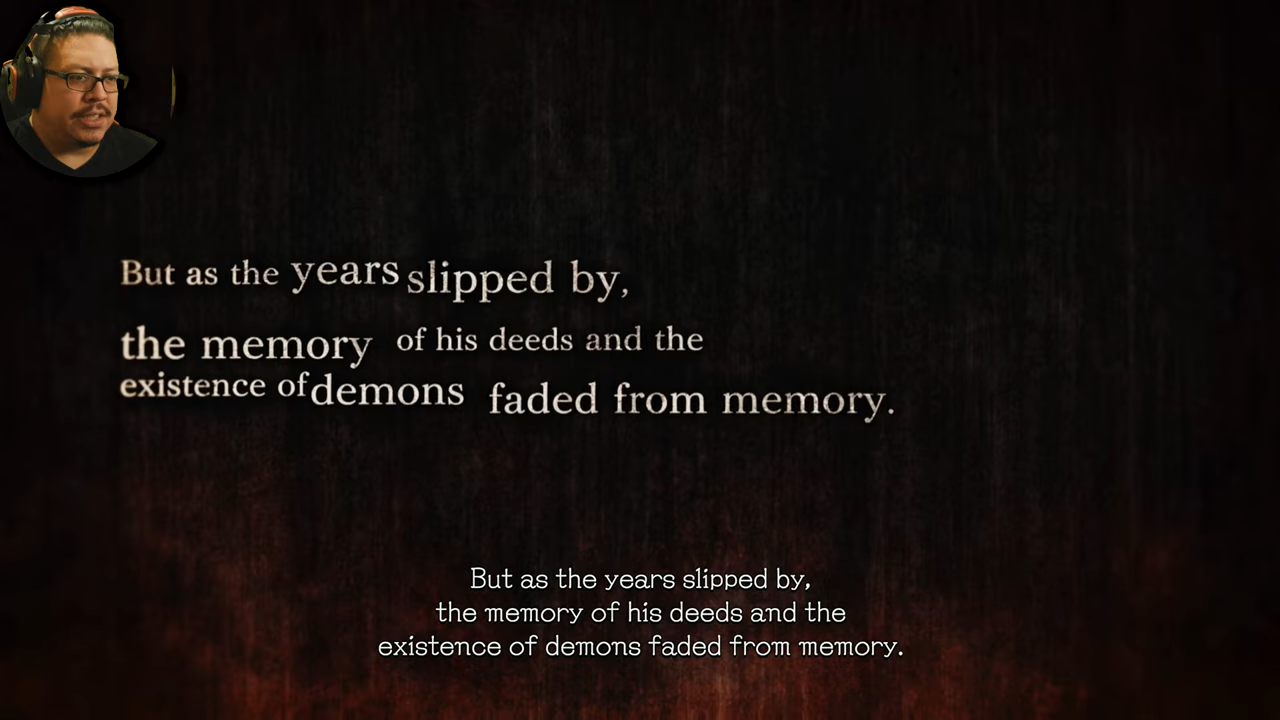 But as the years slipped by,
the memory of his deeds and the
existence of demons faded from memory.
But as the years slipped by,
the memory of his deeds and the
existence of demons faded from memory.